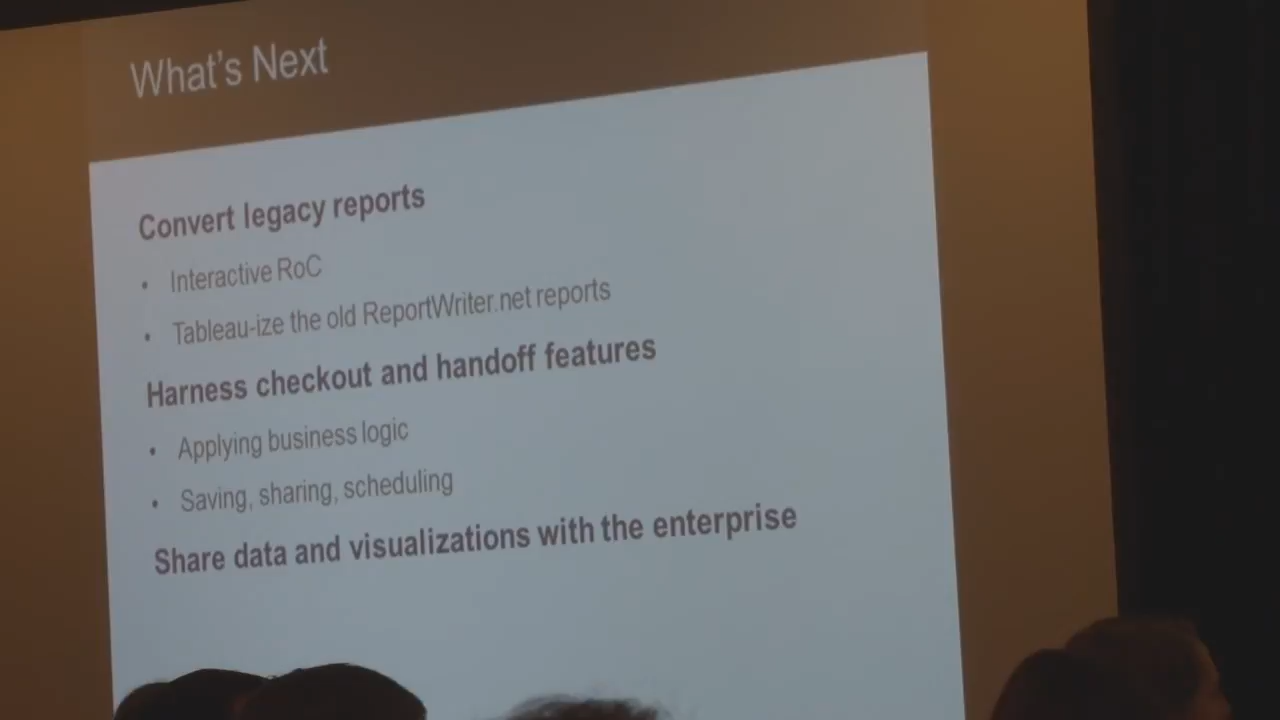 What's Next
Convert legacy reports
• Interactive RoC
• Tableau-ize the old ReportWriter.net reports
Harness checkout and handoff features
• Applying business logic
• Saving, sharing, scheduling
Share data and visualizations with the enterprise